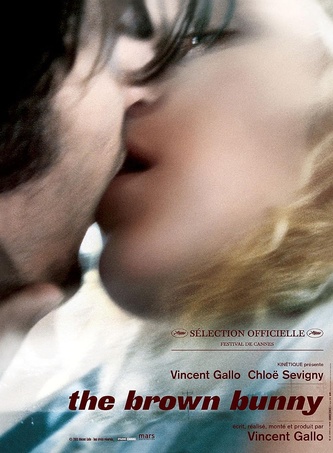 SÉLECTION OFFICIELLE
FESTIVAL DE CANNES
KINÉTIQUE présente
Vincent Gallo Chloë Sevigny
the brown bunny
écrit, réalisé, monté et produit par
Vincent Gallo
mars